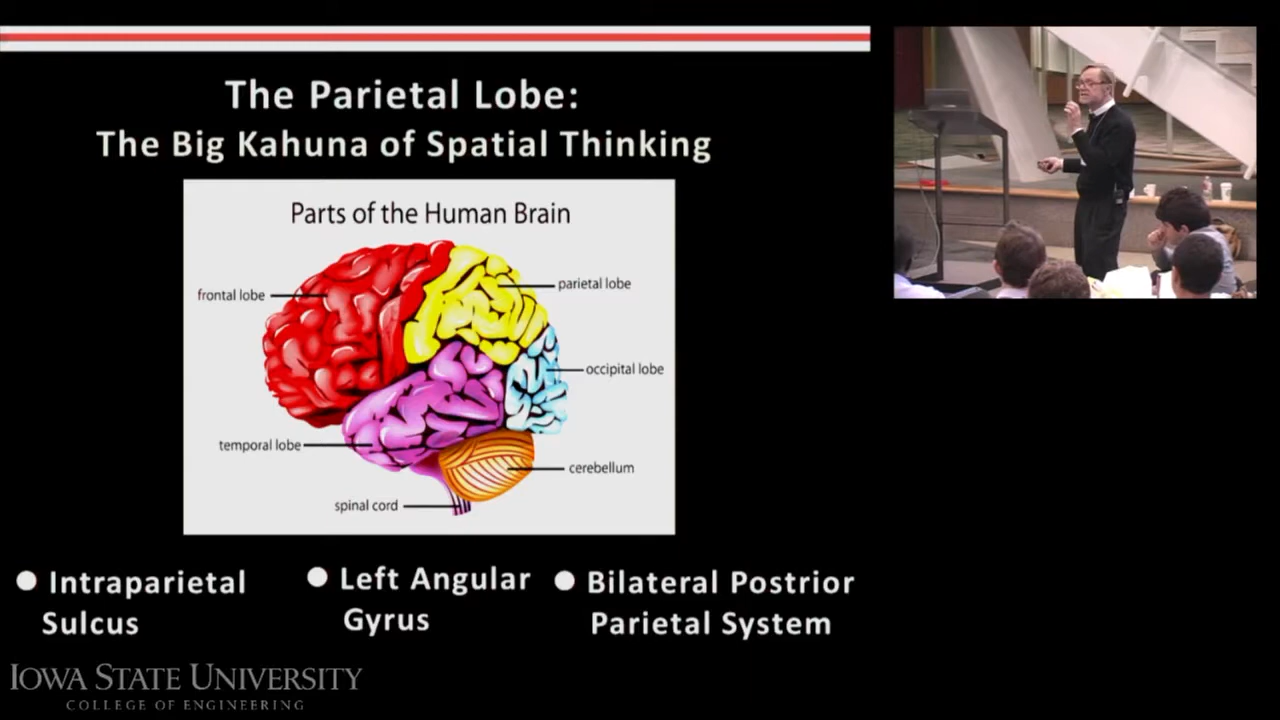 The Parietal Lobe:
The Big Kahuna of Spatial Thinking
Parts of the Human Brain
frontal lobe
parietal lobe
occipital lobe
temporal lobe
cerebellum
spinal cord
● Intraparietal
Sulcus
● Left Angular
Gyrus
● Bilateral Postrior
Parietal System
IOWA STATE UNIVERSITY
COLLEGE OF ENGINEERING